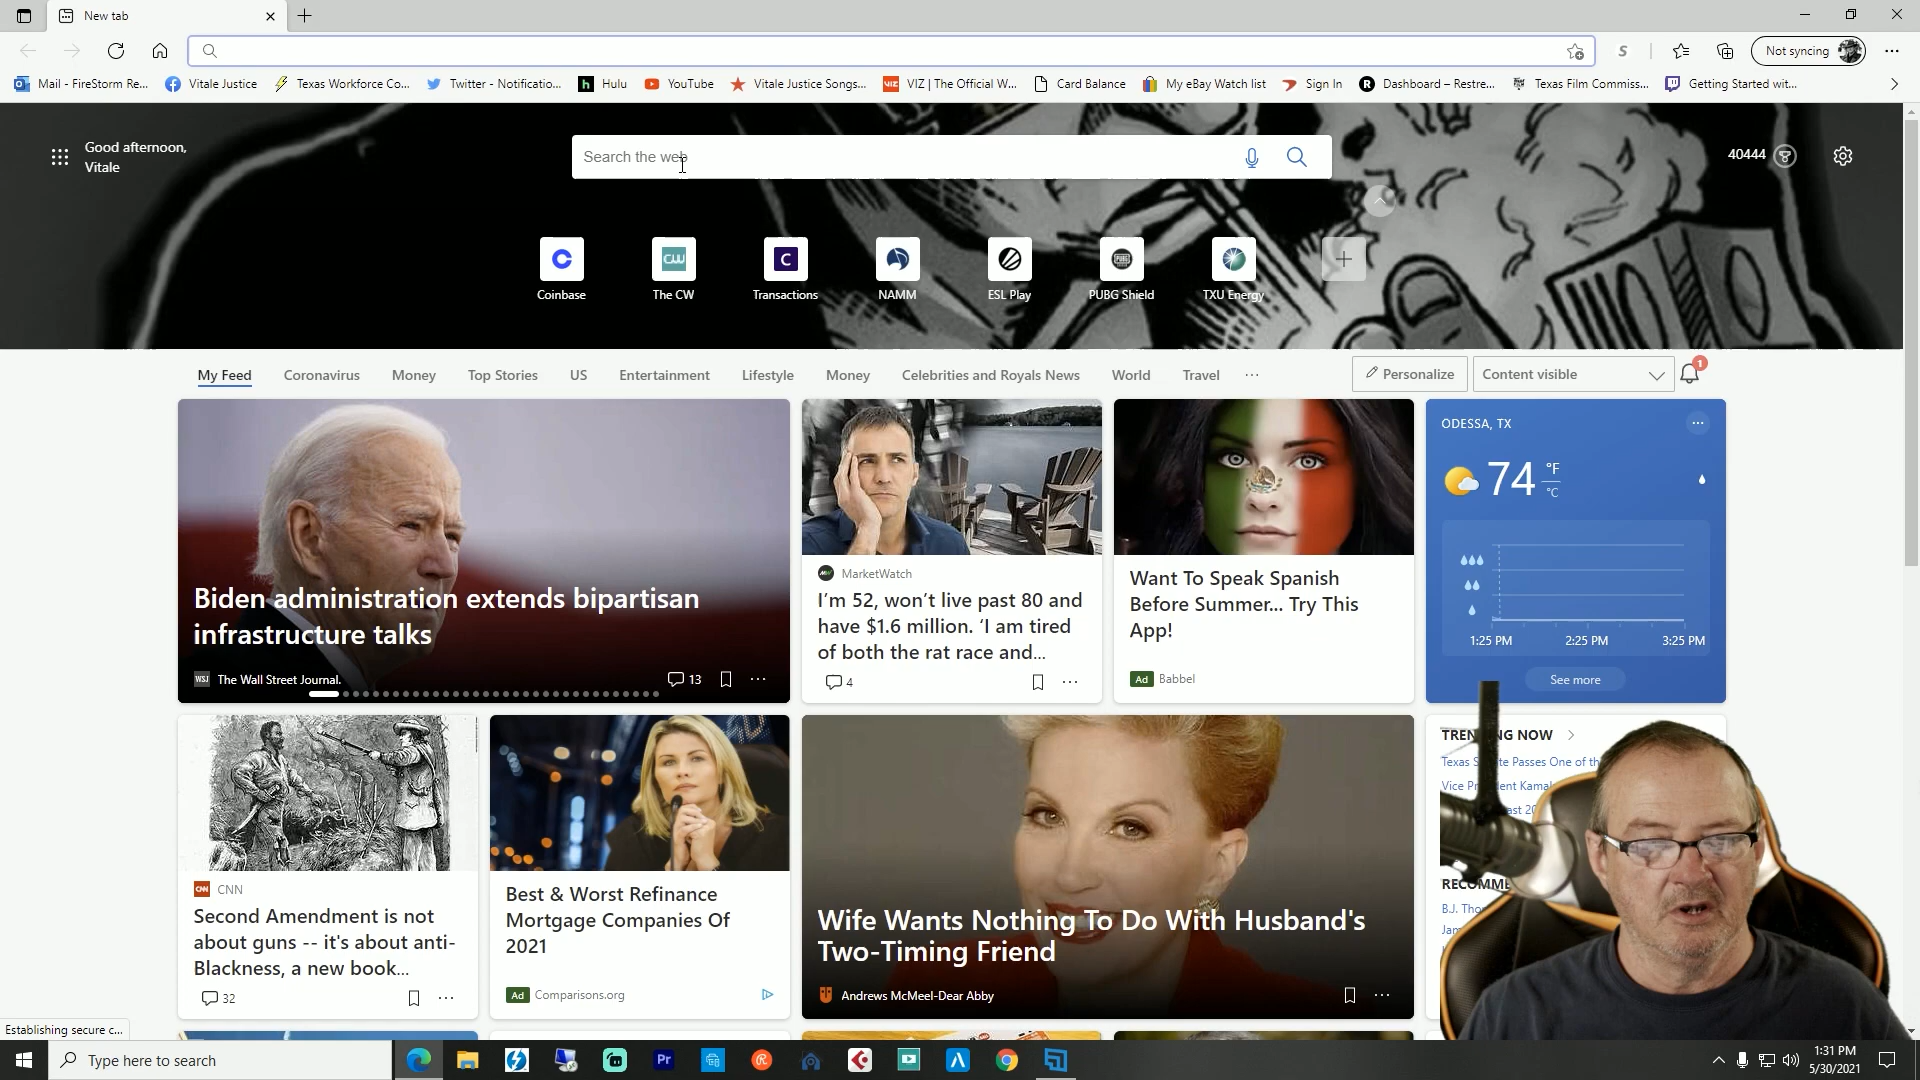 New tab
Not syncing
Mail - FireStorm Re...
Vitale Justice
Texas Workforce Co...
Twitter - Notificatio...
Hulu
YouTube
Vitale Justice Songs...
VIZ | The Official W...
Card Balance
My eBay Watch list
Sign In
Dashboard – Restre...
Texas Film Commiss...
Getting Started wit...
Good afternoon,
Vitale
Search the web
40444
Coinbase
The CW
Transactions
NAMM
ESL Play
PUBG Shield
TXU Energy
My Feed
Coronavirus
Money
Top Stories
US
Entertainment
Lifestyle
Money
Celebrities and Royals News
World
Travel
Personalize
Content visible
1
Biden administration extends bipartisan
infrastructure talks
WSJ The Wall Street Journal.
13
MarketWatch
I'm 52, won't live past 80 and
have $1.6 million. 'I am tired
of both the rat race and...
4
Want To Speak Spanish
Before Summer... Try This
App!
Ad Babbel
ODESSA, TX
74 °F
°C
1:25 PM 2:25 PM 3:25 PM
See more
CNN
Second Amendment is not
about guns -- it's about anti-
Blackness, a new book...
32
Best & Worst Refinance
Mortgage Companies Of
2021
Ad Comparisons.org
Wife Wants Nothing To Do With Husband's
Two-Timing Friend
Andrews McMeel-Dear Abby
NOW
Texas
Passes One of
Establishing secure c...
Type here to search
1:31 PM
5/30/2021